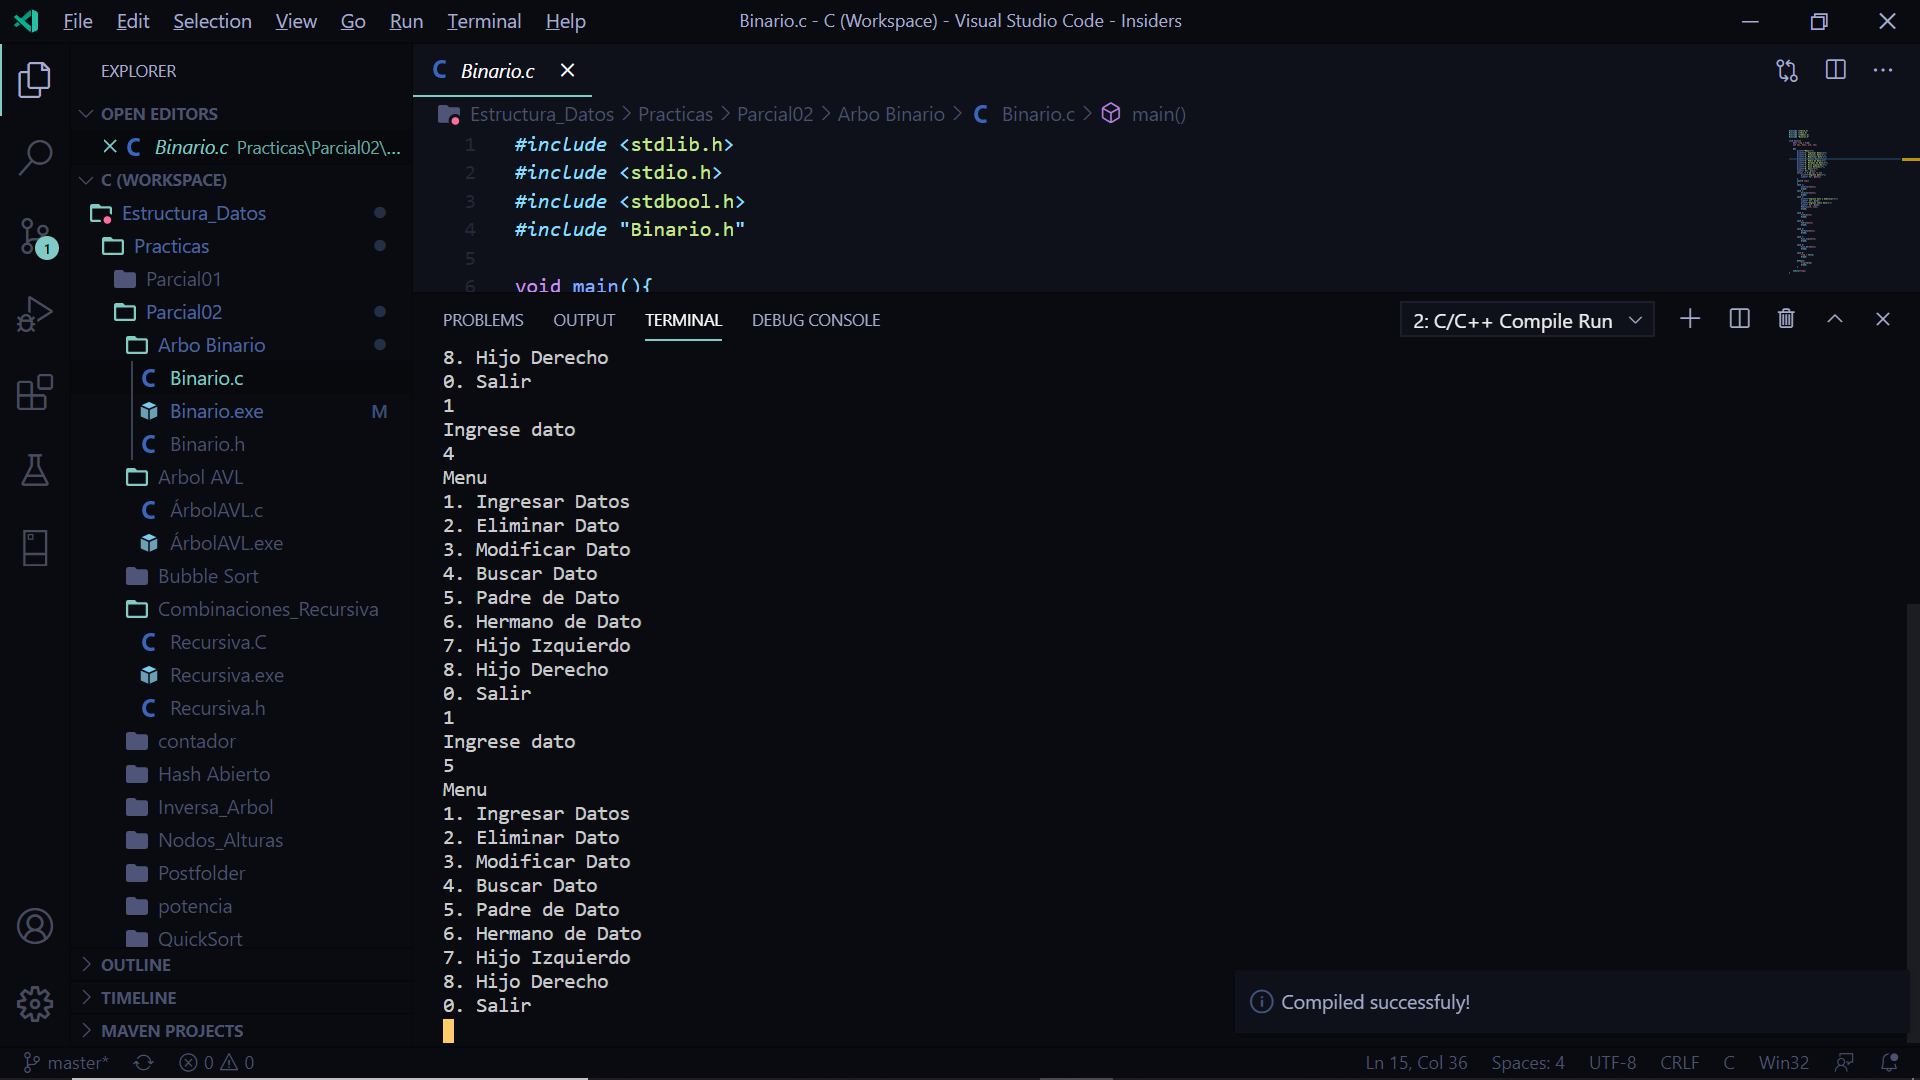 File Edit Selection View Go Run Terminal Help
Binario.c - C (Workspace) - Visual Studio Code - Insiders
EXPLORER
OPEN EDITORS
Binario.c Practicas\Parcial02\...
C (WORKSPACE)
Estructura_Datos
Practicas
Parcial01
Parcial02
Arbo Binario
Binario.c
Binario.exe M
Binario.h
Arbol AVL
ÁrbolAVL.c
ÁrbolAVL.exe
Bubble Sort
Combinaciones_Recursiva
Recursiva.C
Recursiva.exe
Recursiva.h
contador
Hash Abierto
Inversa_Arbol
Nodos_Alturas
Postfolder
potencia
QuickSort
OUTLINE
TIMELINE
MAVEN PROJECTS
1
Binario.c
Estructura_Datos > Practicas > Parcial02 > Arbo Binario > C Binario.c > main()
1 #include <stdlib.h>
2 #include <stdio.h>
3 #include <stdbool.h>
4 #include "Binario.h"
5
6 void main(){
PROBLEMS OUTPUT TERMINAL DEBUG CONSOLE
2: C/C++ Compile Run
8. Hijo Derecho
0. Salir
1
Ingrese dato
4
Menu
1. Ingresar Datos
2. Eliminar Dato
3. Modificar Dato
4. Buscar Dato
5. Padre de Dato
6. Hermano de Dato
7. Hijo Izquierdo
8. Hijo Derecho
0. Salir
1
Ingrese dato
5
Menu
1. Ingresar Datos
2. Eliminar Dato
3. Modificar Dato
4. Buscar Dato
5. Padre de Dato
6. Hermano de Dato
7. Hijo Izquierdo
8. Hijo Derecho
0. Salir
Compiled successfuly!
master* 0 0
Ln 15, Col 36 Spaces: 4 UTF-8 CRLF C Win32